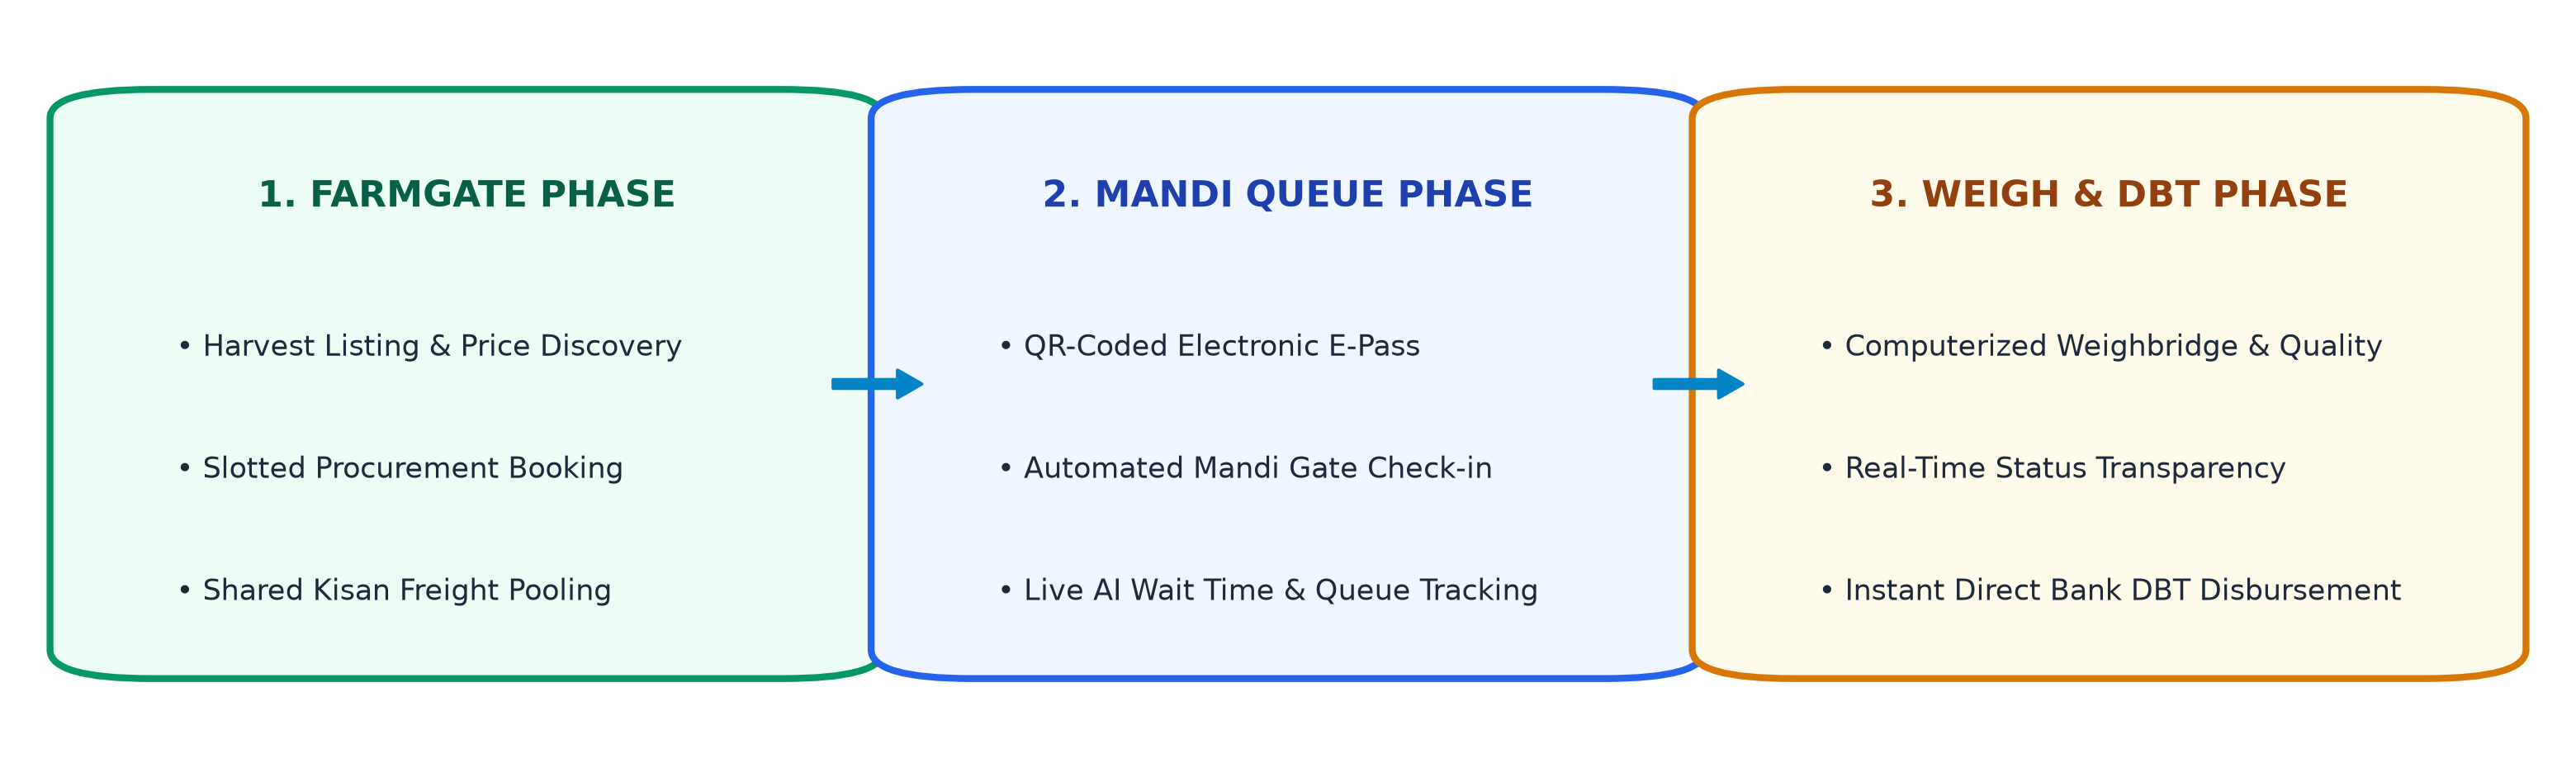 1. FARMGATE PHASE
• Harvest Listing & Price Discovery
• Slotted Procurement Booking
• Shared Kisan Freight Pooling
2. MANDI QUEUE PHASE
• QR-Coded Electronic E-Pass
• Automated Mandi Gate Check-in
• Live AI Wait Time & Queue Tracking
3. WEIGH & DBT PHASE
• Computerized Weighbridge & Quality
• Real-Time Status Transparency
• Instant Direct Bank DBT Disbursement